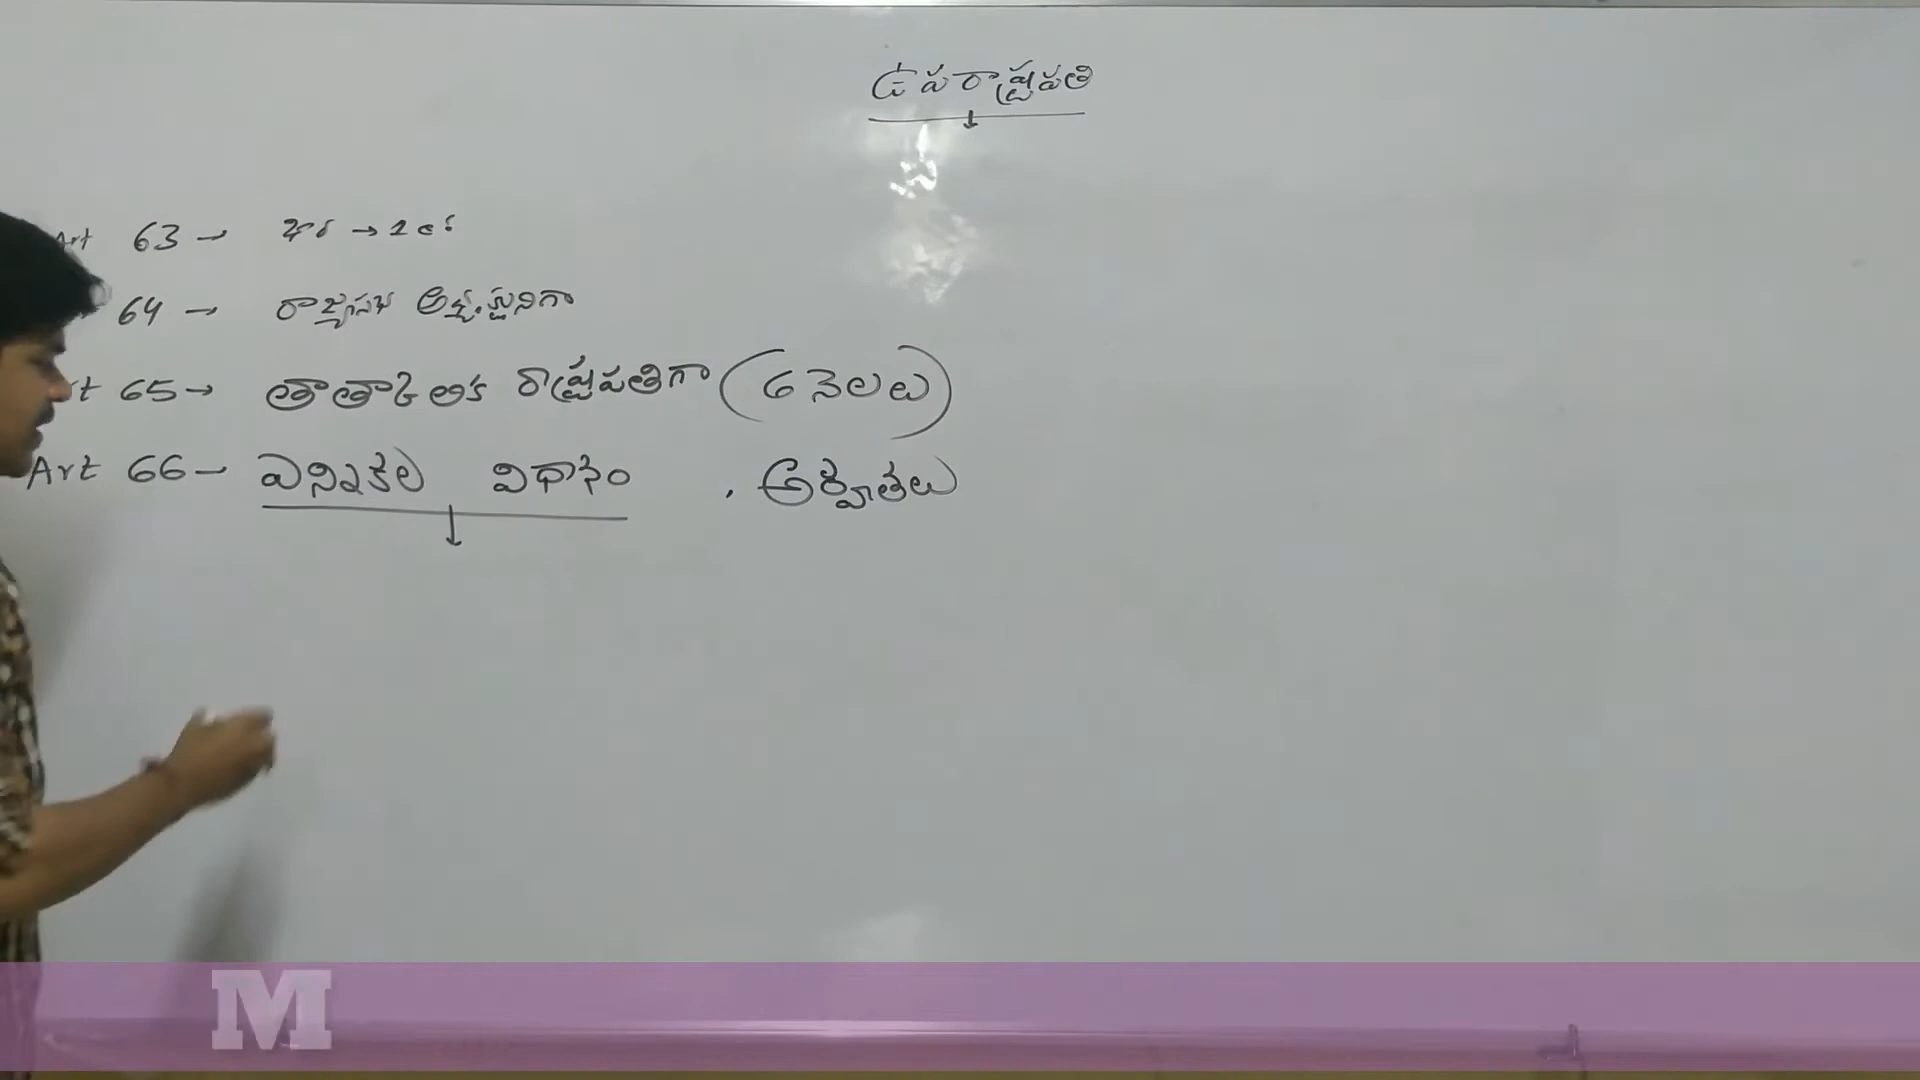 ఉపరాష్ట్రపతి
Art 63 →
64 → రాజ్యసభ అధ్యక్షునిగా
Art 65 → తాత్కాలిక రాష్ట్రపతిగా (6 నెలలు)
Art 66 - ఎన్నికల విధానం . అర్హతలు
M